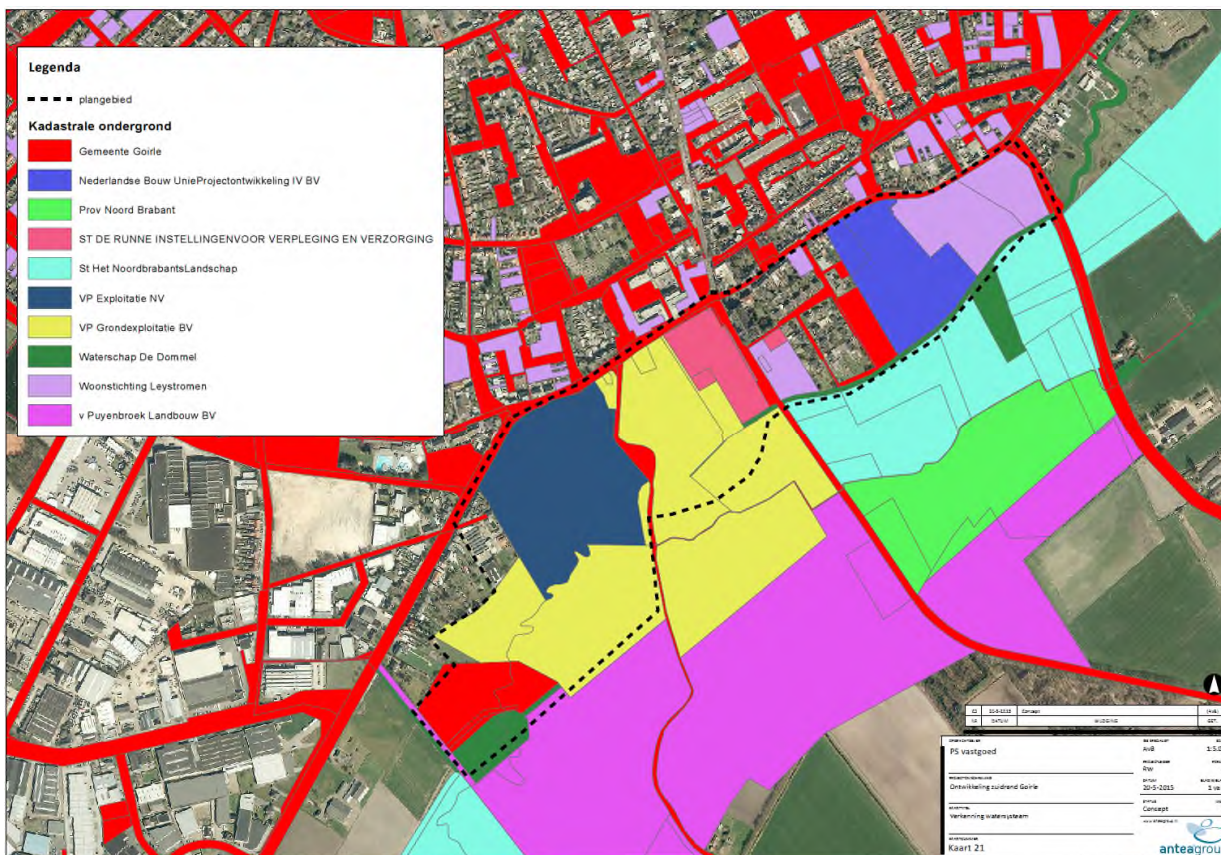 Legenda
plangebied
Kadastrale ondergrond
Gemeente Goirle
Nederlandse Bouw UnieProjectontwikkeling IV BV
Prov Noord Brabant
ST DE RUNNE INSTELLINGENVOOR VERPLEGING EN VERZORGING
St Het NoordbrabantsLandschap
VP Exploitatie NV
VP Grondexploitatie BV
Waterschap De Dommel
Woonstichting Leystromen
v Puyenbroek Landbouw BV
Concept
DATUM
PS vastgoed
AvB
Ontwikkeling zuidrand Goirle
20-5-2015
Verkenning watersysteem
Concept
Kaart 21
anteagroup